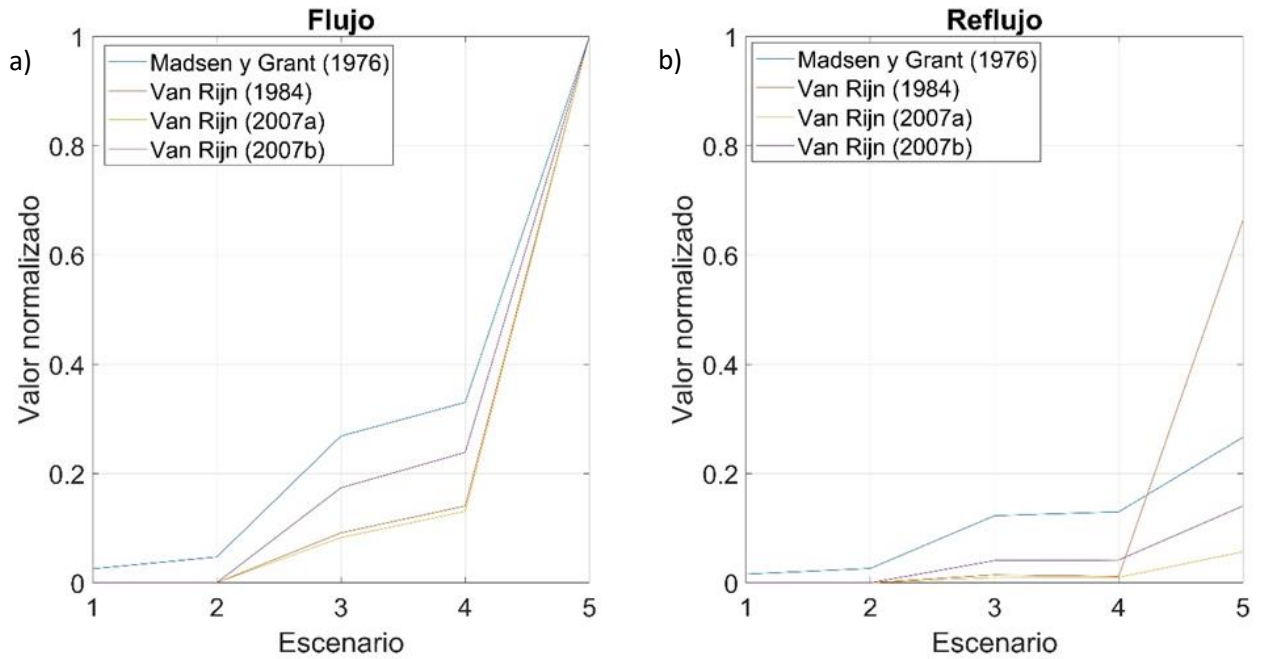 a)
Flujo
Valor normalizado
1
0.8
0.6
0.4
0.2
0
Madsen y Grant (1976)
Van Rijn (1984)
Van Rijn (2007a)
Van Rijn (2007b)
1 2 3 4 5
Escenario
b)
Reflujo
Valor normalizado
1
0.8
0.6
0.4
0.2
0
Madsen y Grant (1976)
Van Rijn (1984)
Van Rijn (2007a)
Van Rijn (2007b)
1 2 3 4 5
Escenario